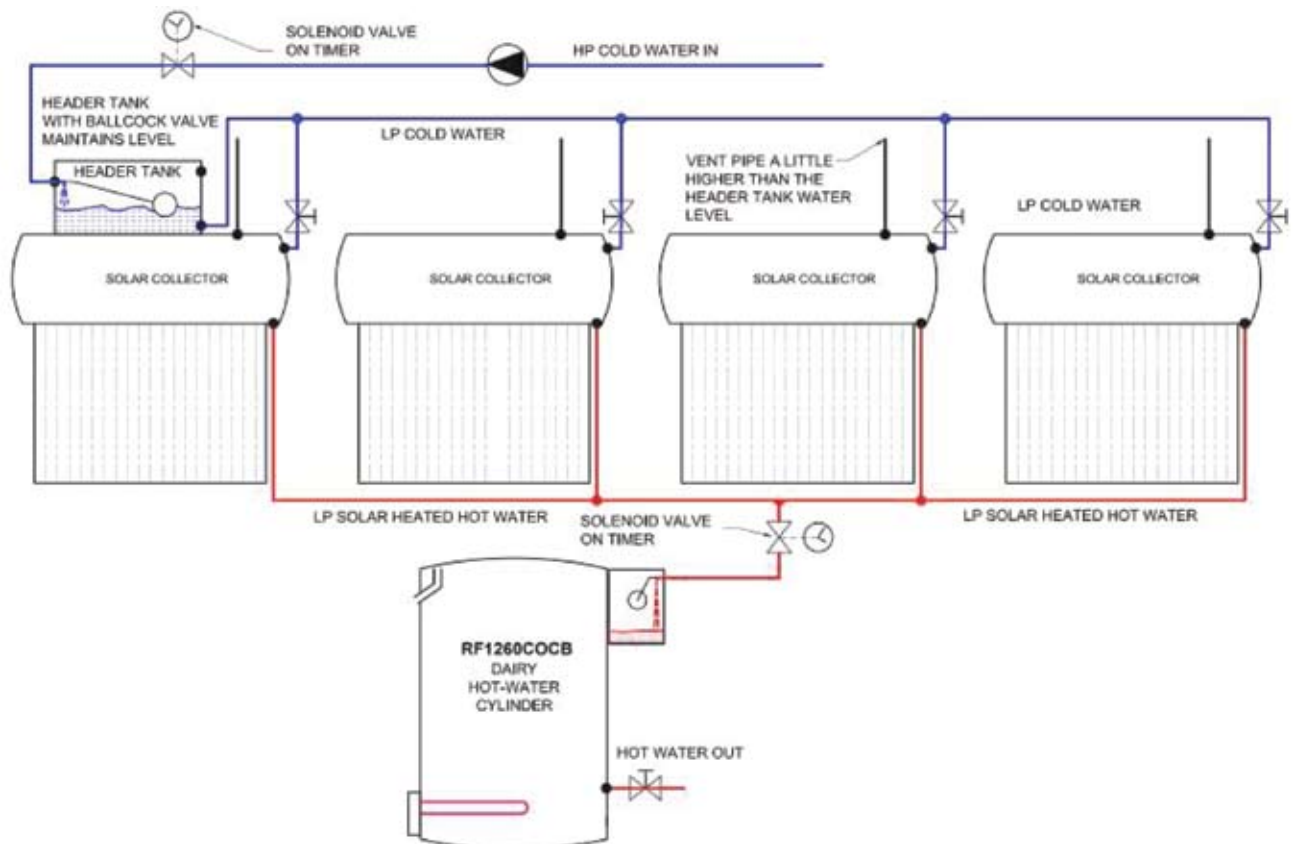 SOLENOID VALVE
ON TIMER
HP COLD WATER IN
HEADER TANK
WITH BALLCOCK VALVE
MAINTAINS LEVEL
LP COLD WATER
HEADER TANK
VENT PIPE A LITTLE
HIGHER THAN THE
HEADER TANK WATER
LEVEL
LP COLD WATER
SOLAR COLLECTOR
SOLAR COLLECTOR
SOLAR COLLECTOR
SOLAR COLLECTOR
LP SOLAR HEATED HOT WATER
SOLENOID VALVE
ON TIMER
LP SOLAR HEATED HOT WATER
RF1260COCB
DAIRY
HOT-WATER
CYLINDER
HOT WATER OUT